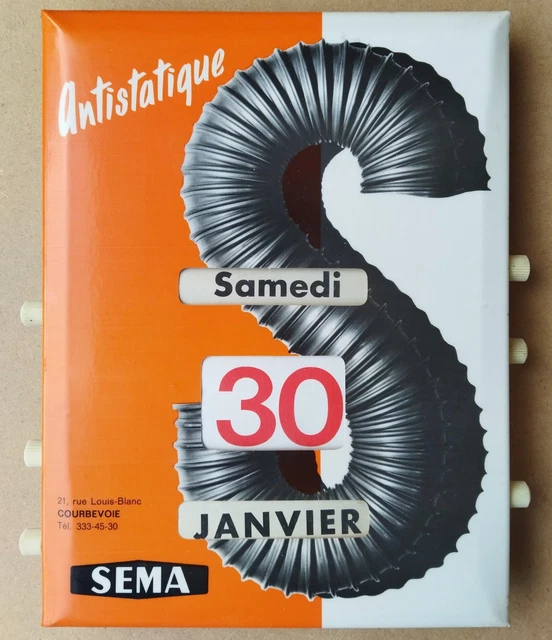 Antistatique
Samedi
30
JANVIER
21, rue Louis-Blanc
COURBEVOIE
Tél. 333-45-30
SEMA